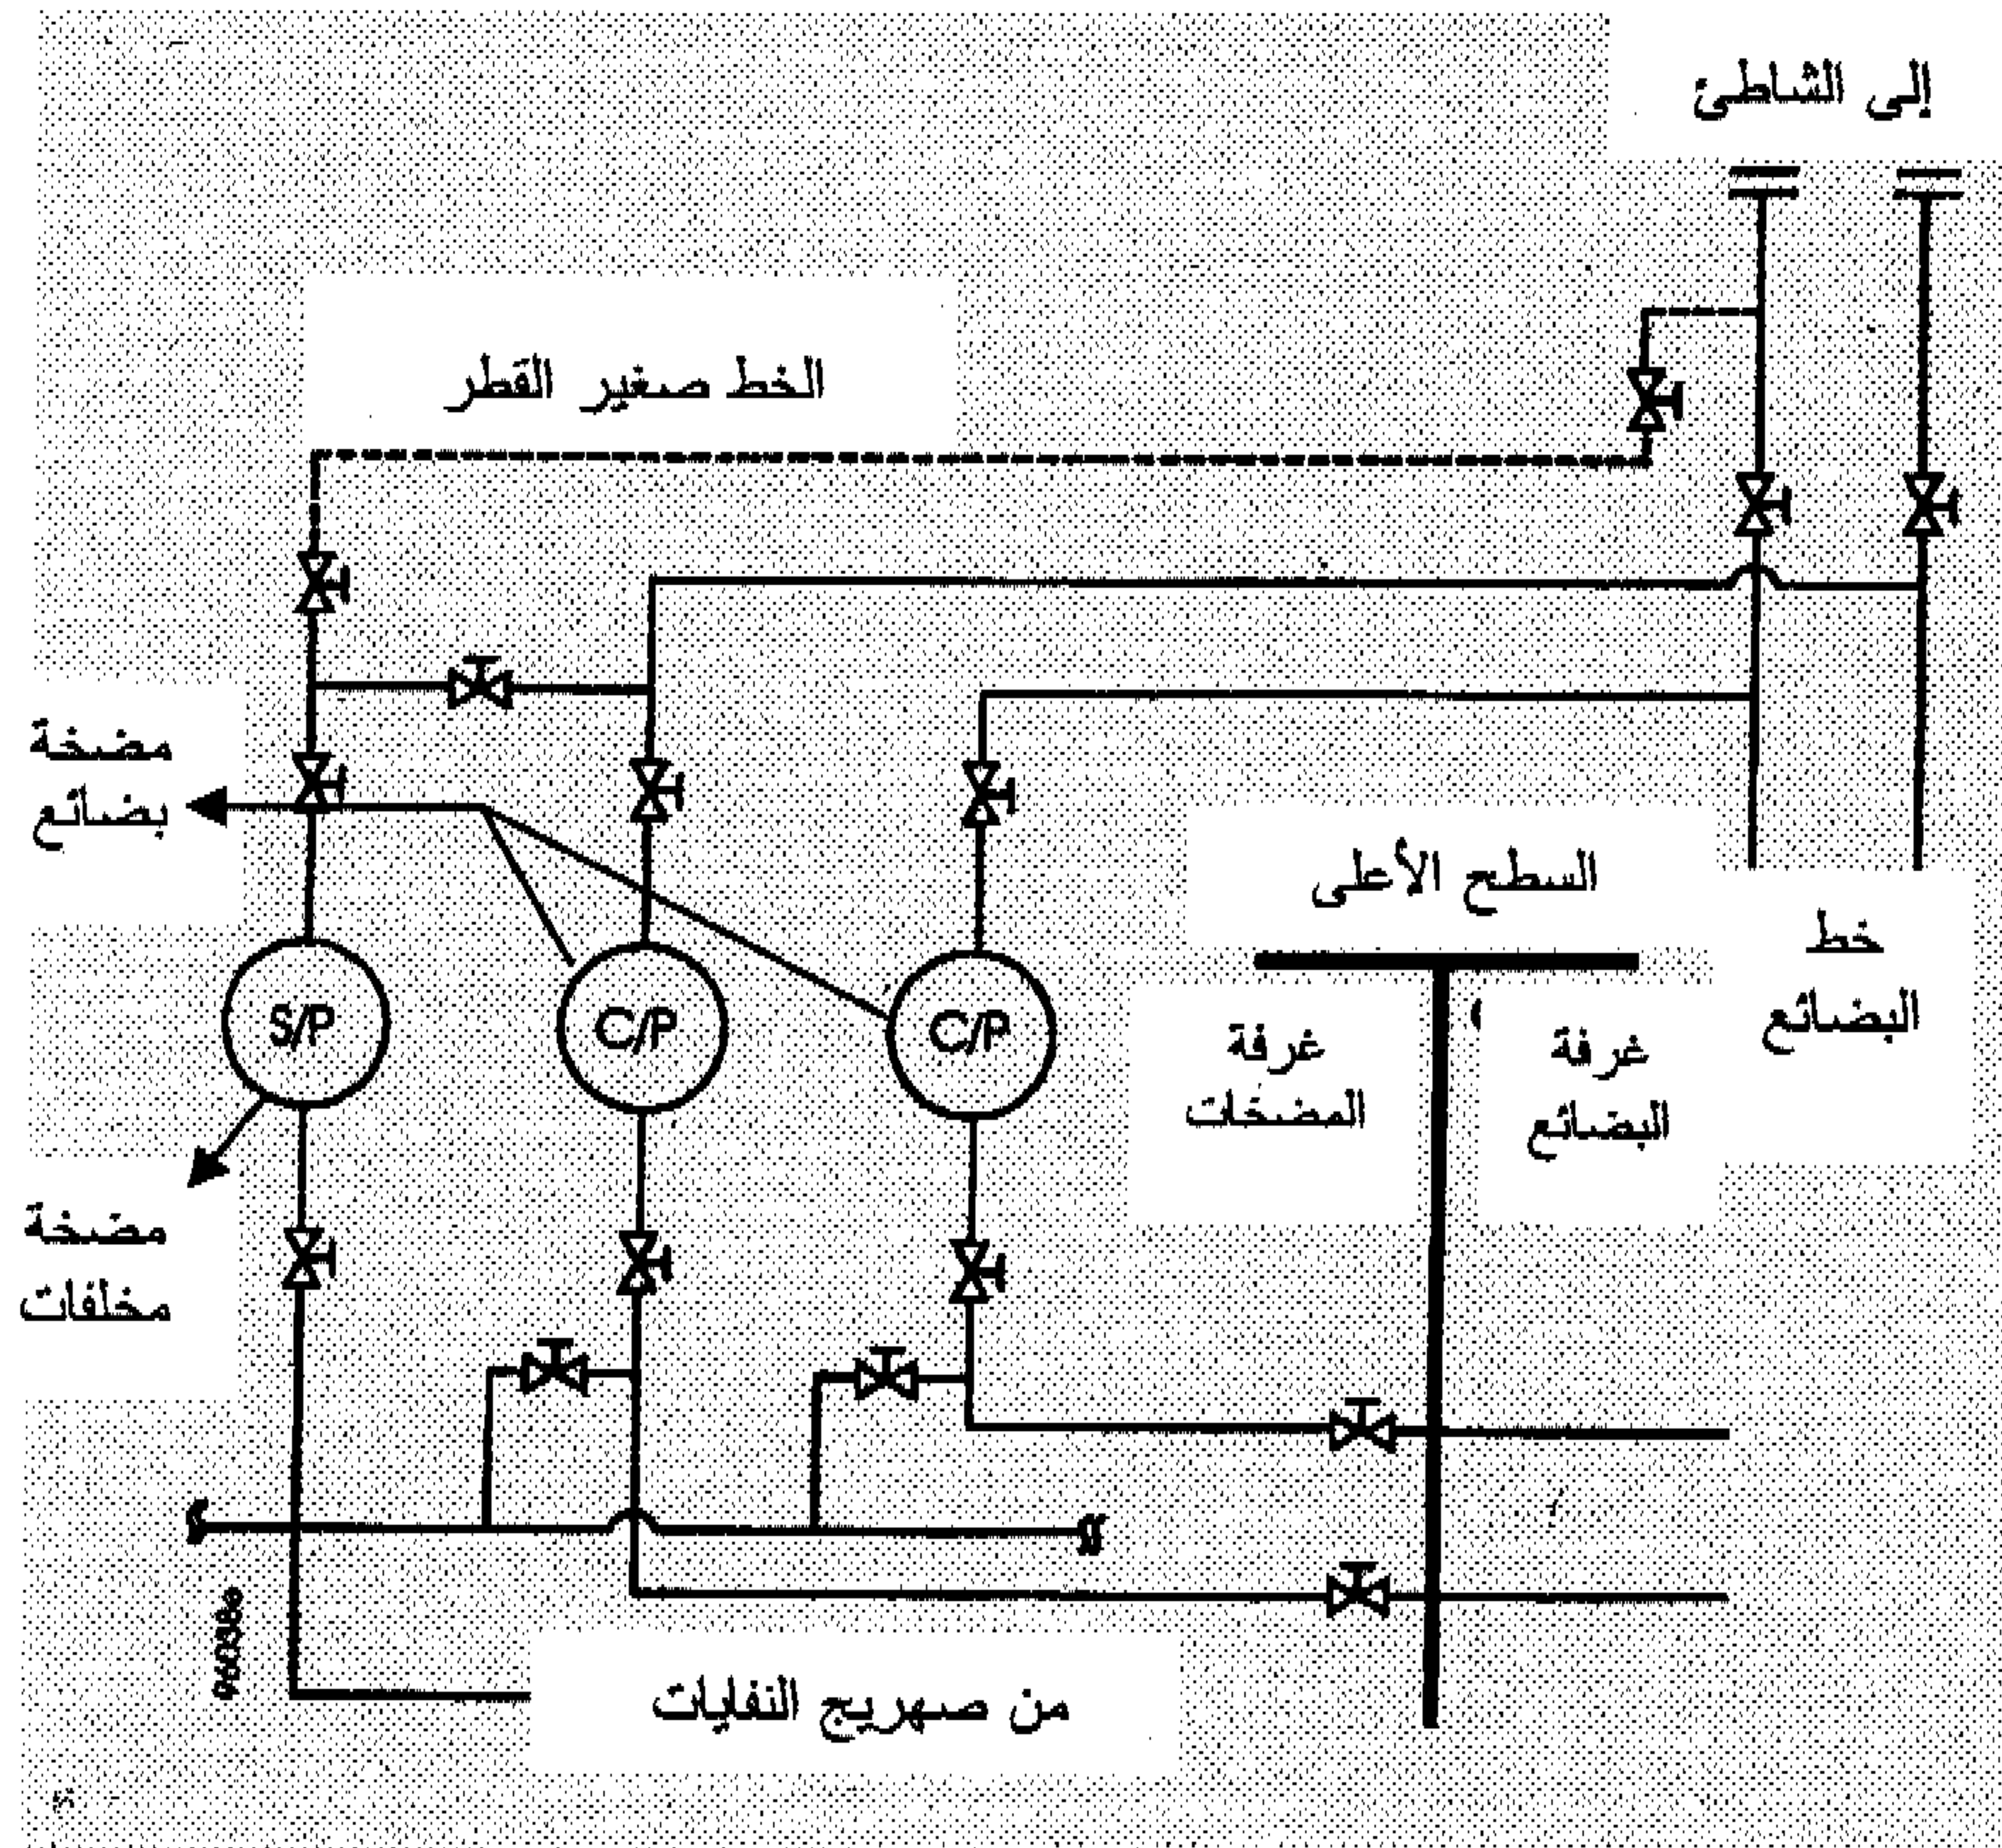 إلى الشاطئ
الخط صغير القطر
مضخة
بضائع
السطح الأعلى
خط
البضائع
S/P
C/P
C/P
غرفة
المضخات
غرفة
البضائع
مضخة
مخلفات
من صهريج النفايات